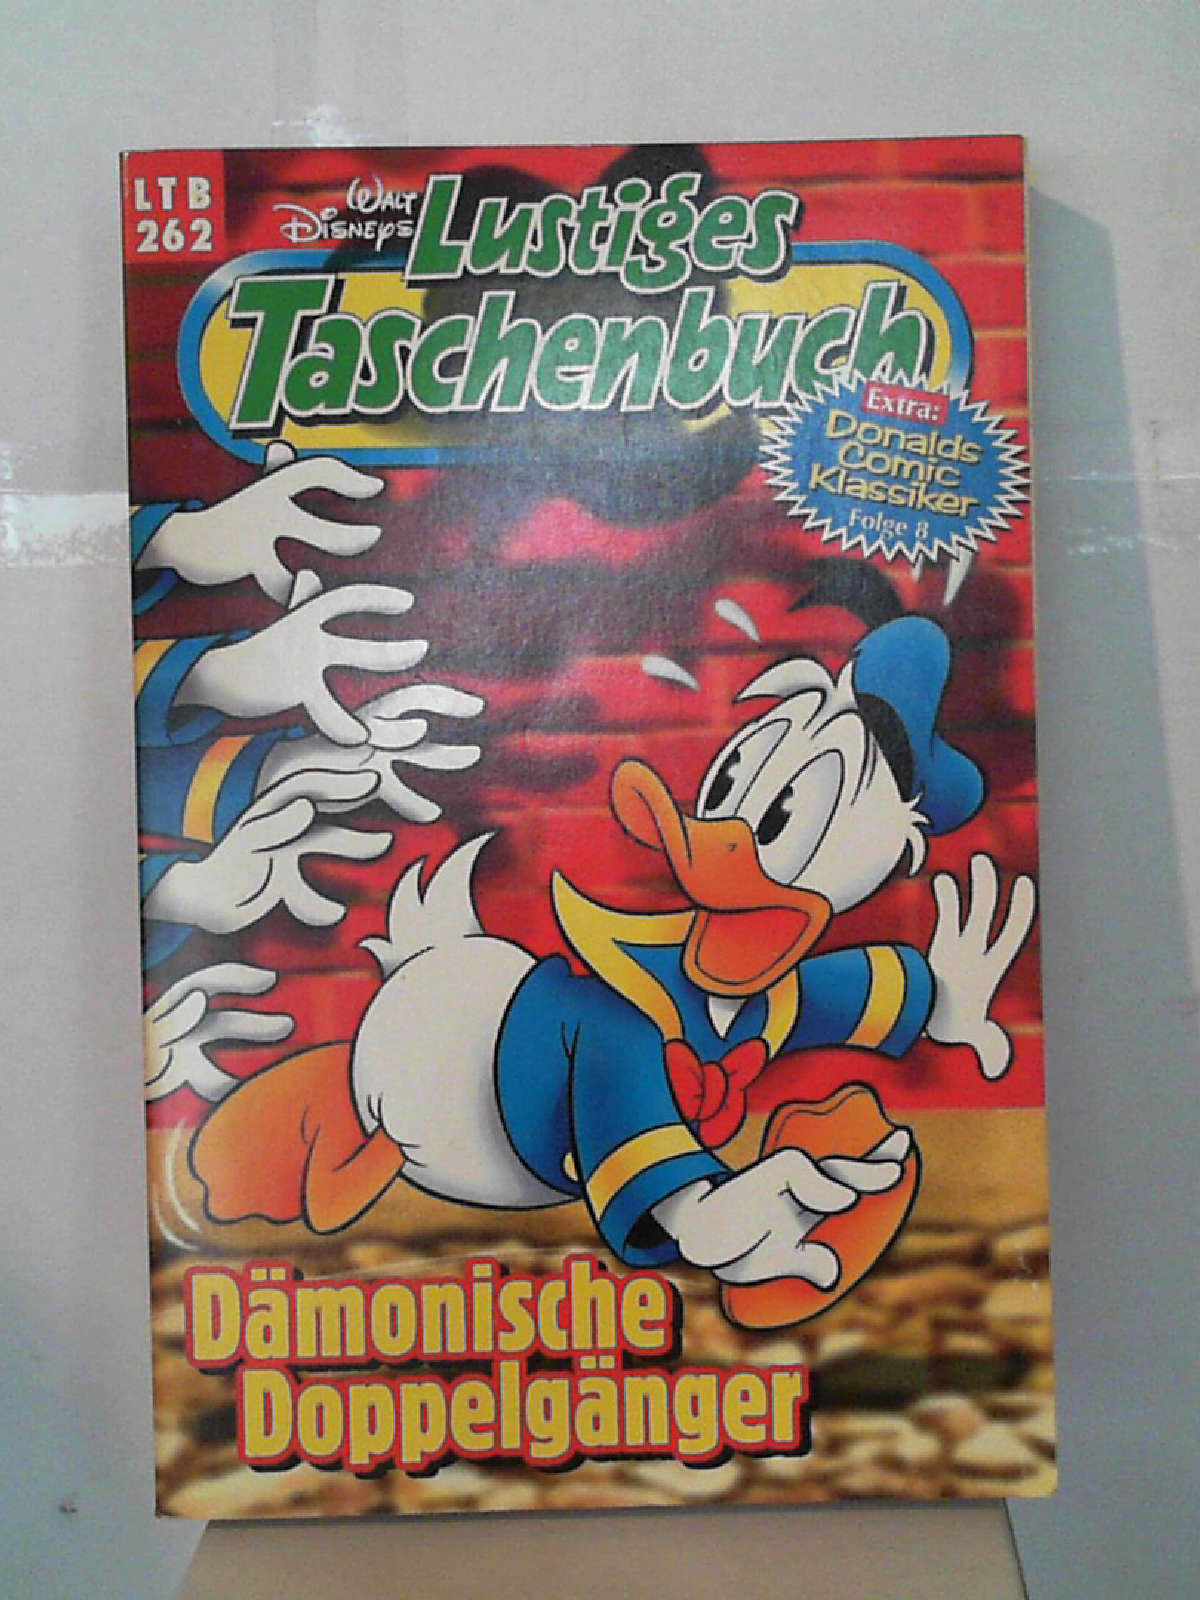 LTB
262
WALT
DISNEYS
Lustiges
Taschenbuch
Extra:
Donalds
Comic
Klassiker
Folge 8
Dämonische
Doppelgänger